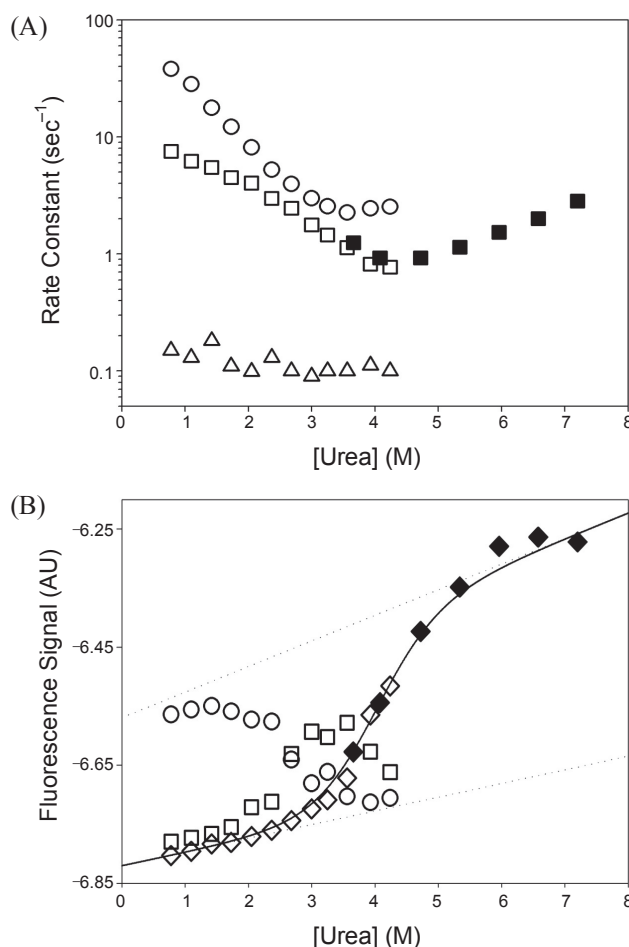 (A)
100
10
1
0.1
Rate Constant (sec⁻¹)
0 1 2 3 4 5 6 7 8
[Urea] (M)
(B)
−6.25
−6.45
−6.65
−6.85
Fluorescence Signal (AU)
0 1 2 3 4 5 6 7 8
[Urea] (M)